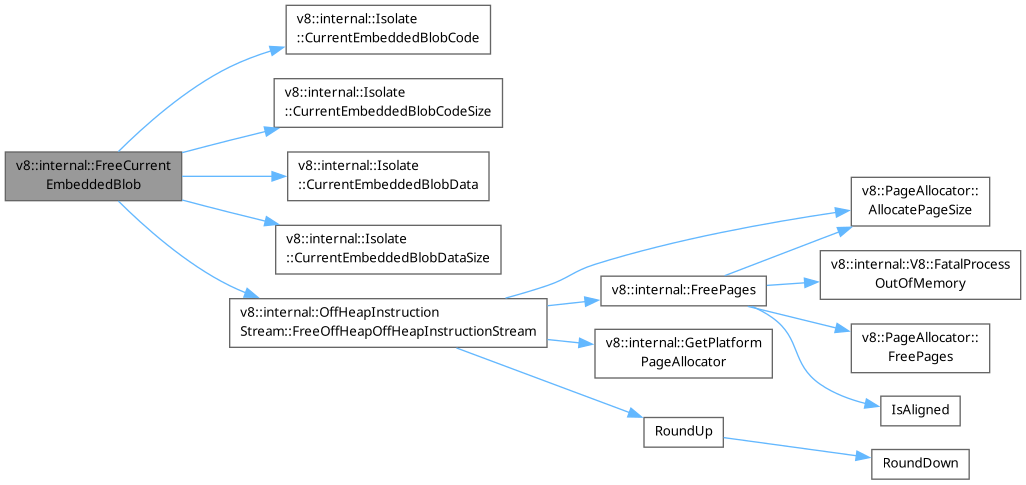 v8::internal::Isolate
::CurrentEmbeddedBlobCode
v8::internal::Isolate
::CurrentEmbeddedBlobCodeSize
v8::internal::FreeCurrent
EmbeddedBlob
v8::internal::Isolate
::CurrentEmbeddedBlobData
v8::internal::Isolate
::CurrentEmbeddedBlobDataSize
v8::internal::OffHeapInstruction
Stream::FreeOffHeapOffHeapInstructionStream
v8::internal::FreePages
v8::internal::GetPlatform
PageAllocator
RoundUp
v8::PageAllocator::
AllocatePageSize
v8::internal::V8::FatalProcess
OutOfMemory
v8::PageAllocator::
FreePages
IsAligned
RoundDown